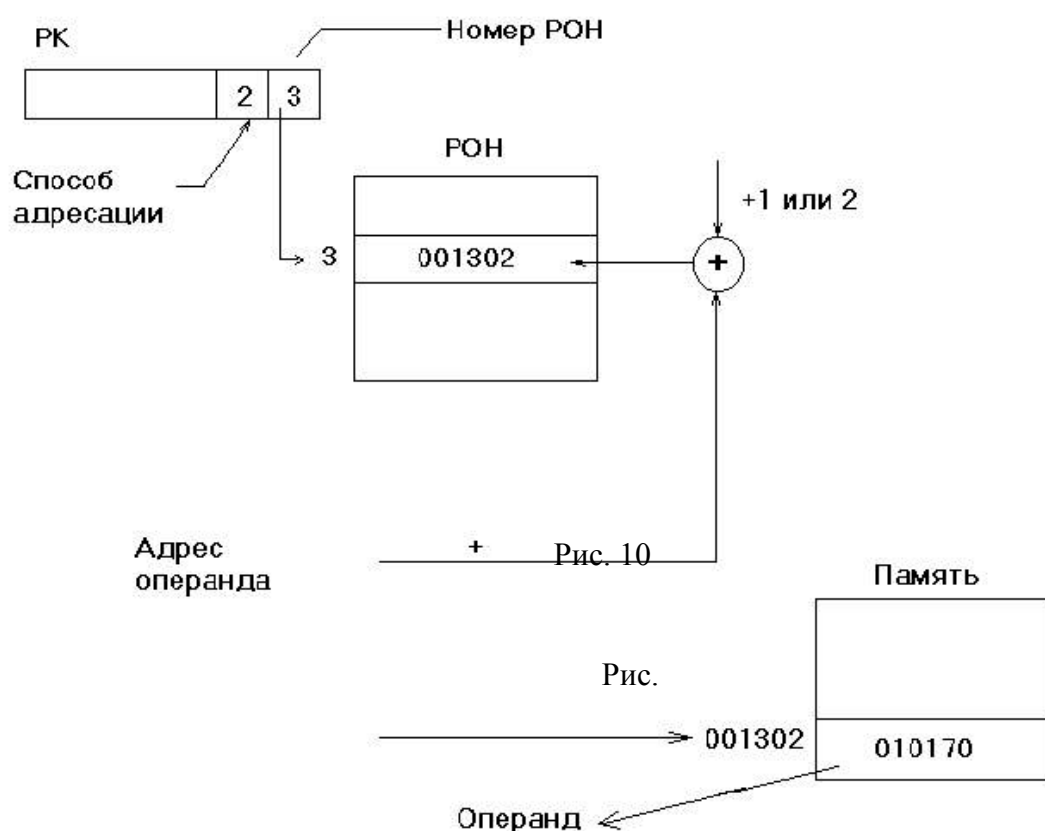 РК
Номер РОН
2 3
Способ
адресации
РОН
+1 или 2
3
001302
+
Адрес
операнда
+
Рис. 10
Память
Рис.
001302
010170
Операнд